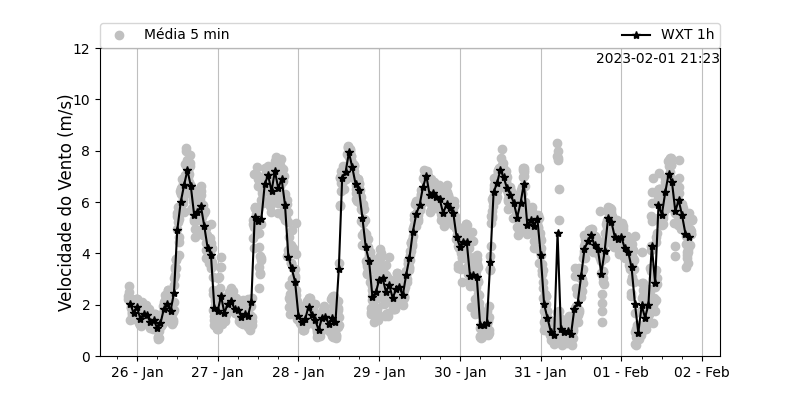 Média 5 min
WXT 1h
2023-02-01 21:23
Velocidade do Vento (m/s)
12
10
8
6
4
2
0
26 - Jan
27 - Jan
28 - Jan
29 - Jan
30 - Jan
31 - Jan
01 - Feb
02 - Feb